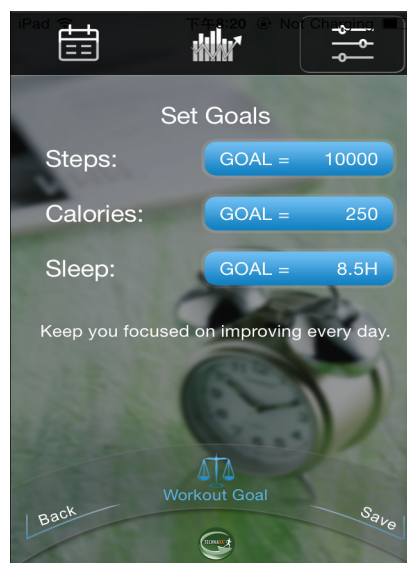 iPad 下午8:20 Not Charging
Set Goals
Steps: GOAL = 10000
Calories: GOAL = 250
Sleep: GOAL = 8.5H
Keep you focused on improving every day.
Workout Goal
Back
Save